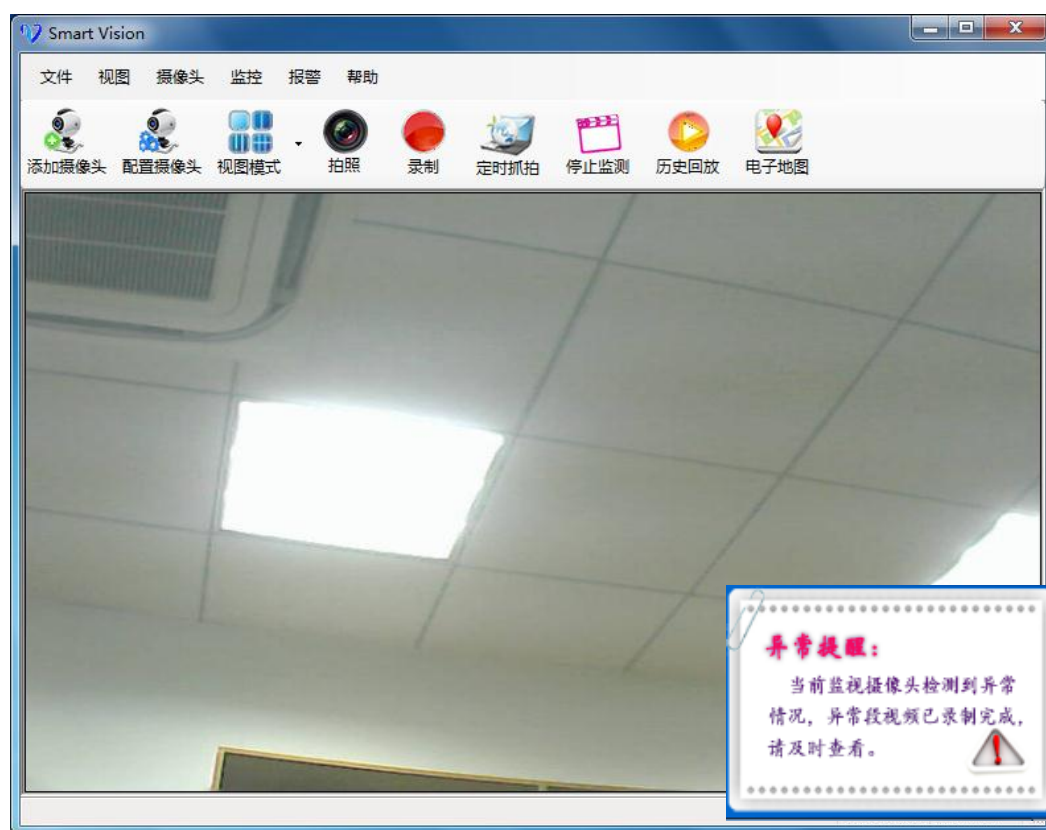 Smart Vision
文件 视图 摄像头 监控 报警 帮助
添加摄像头 配置摄像头 视图模式 拍照 录制 定时抓拍 停止监测 历史回放 电子地图
异常提醒：
当前监视摄像头检测到异常
情况，异常段视频已录制完成，
请及时查看。